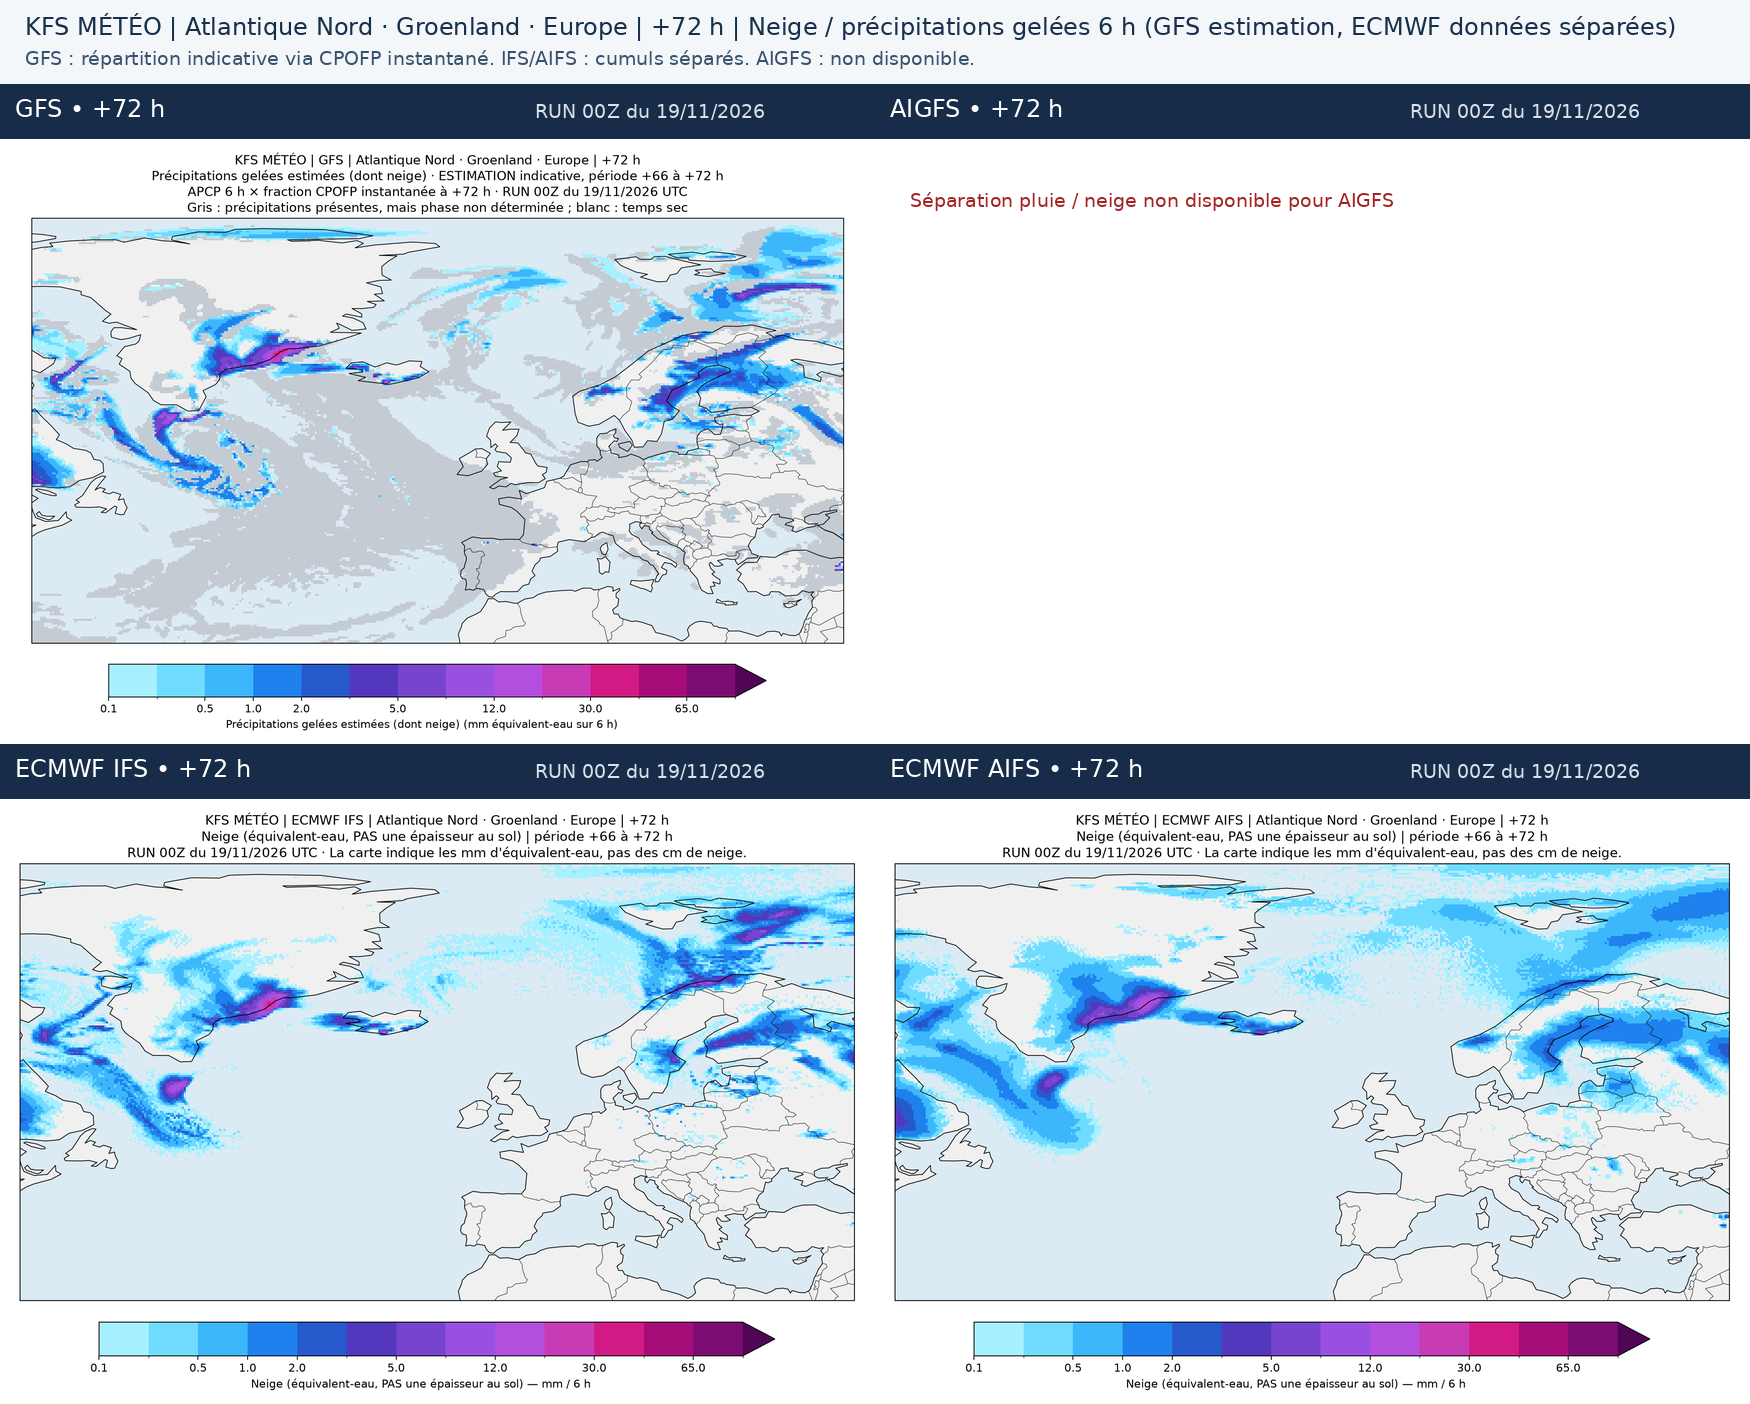 KFS MÉTÉO | Atlantique Nord · Groenland · Europe | +72 h | Neige / précipitations gelées 6 h (GFS estimation, ECMWF données séparées)
GFS : répartition indicative via CPOFP instantané. IFS/AIFS : cumuls séparés. AIGFS : non disponible.
GFS • +72 h
RUN 00Z du 19/11/2026
AIGFS • +72 h
RUN 00Z du 19/11/2026
KFS MÉTÉO | GFS | Atlantique Nord · Groenland · Europe | +72 h
Précipitations gelées estimées (dont neige) · ESTIMATION indicative, période +66 à +72 h
APCP 6 h × fraction CPOFP instantanée à +72 h · RUN 00Z du 19/11/2026 UTC
Gris : précipitations présentes, mais phase non déterminée ; blanc : temps sec
Séparation pluie / neige non disponible pour AIGFS
0.1 0.5 1.0 2.0 5.0 12.0 30.0 65.0
Précipitations gelées estimées (dont neige) (mm équivalent-eau sur 6 h)
ECMWF IFS • +72 h
RUN 00Z du 19/11/2026
ECMWF AIFS • +72 h
RUN 00Z du 19/11/2026
KFS MÉTÉO | ECMWF IFS | Atlantique Nord · Groenland · Europe | +72 h
Neige (équivalent-eau, PAS une épaisseur au sol) | période +66 à +72 h
RUN 00Z du 19/11/2026 UTC · La carte indique les mm d'équivalent-eau, pas des cm de neige.
KFS MÉTÉO | ECMWF AIFS | Atlantique Nord · Groenland · Europe | +72 h
Neige (équivalent-eau, PAS une épaisseur au sol) | période +66 à +72 h
RUN 00Z du 19/11/2026 UTC · La carte indique les mm d'équivalent-eau, pas des cm de neige.
0.1 0.5 1.0 2.0 5.0 12.0 30.0 65.0
Neige (équivalent-eau, PAS une épaisseur au sol) — mm / 6 h
0.1 0.5 1.0 2.0 5.0 12.0 30.0 65.0
Neige (équivalent-eau, PAS une épaisseur au sol) — mm / 6 h